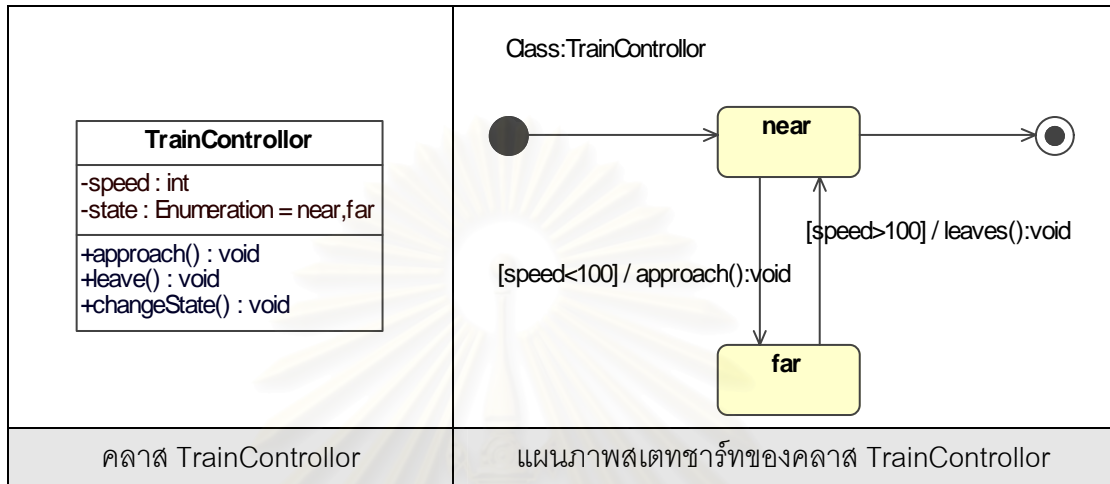 TrainControllor
-speed : int
-state : Enumeration = near,far
+approach() : void
+leave() : void
+changeState() : void
Class:TrainControllor
near
[speed>100] / leaves():void
[speed<100] / approach():void
far
คลาส TrainControllor
แผนภาพสเตทชาร์ทของคลาส TrainControllor